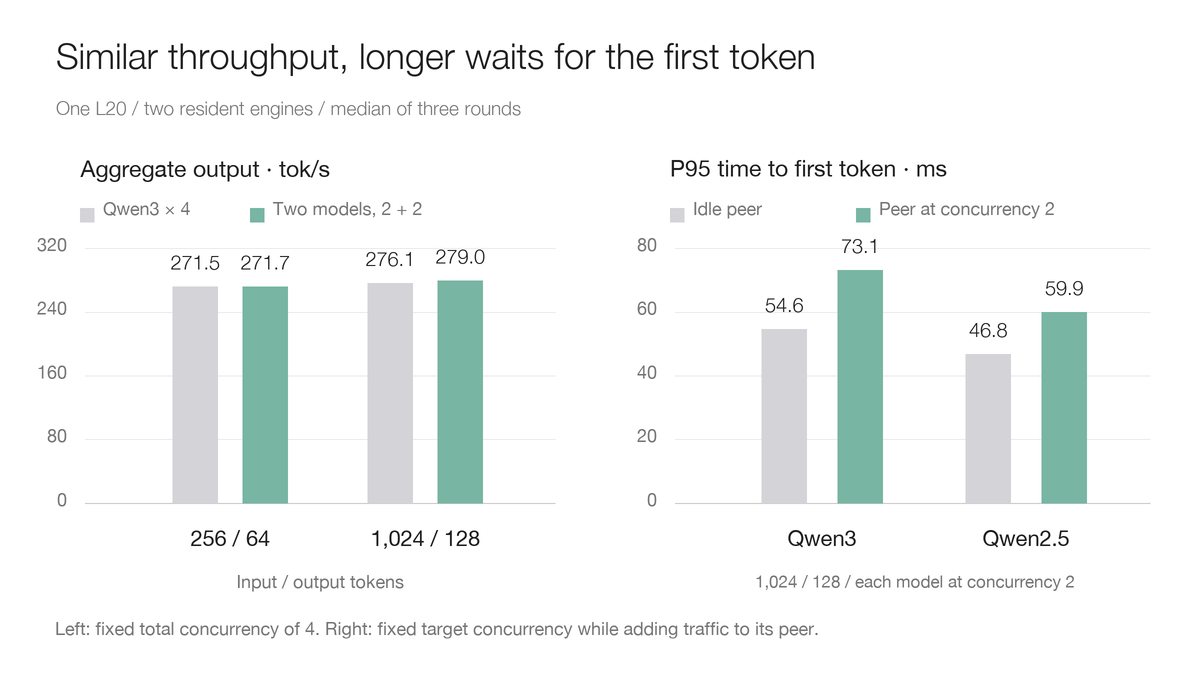 Similar throughput, longer waits for the first token
One L20 / two resident engines / median of three rounds
Aggregate output · tok/s
Qwen3 × 4
Two models, 2 + 2
320
240
160
80
0
271.5
271.7
276.1
279.0
256 / 64
1,024 / 128
Input / output tokens
P95 time to first token · ms
Idle peer
Peer at concurrency 2
80
60
40
20
0
54.6
73.1
46.8
59.9
Qwen3
Qwen2.5
1,024 / 128 / each model at concurrency 2
Left: fixed total concurrency of 4. Right: fixed target concurrency while adding traffic to its peer.